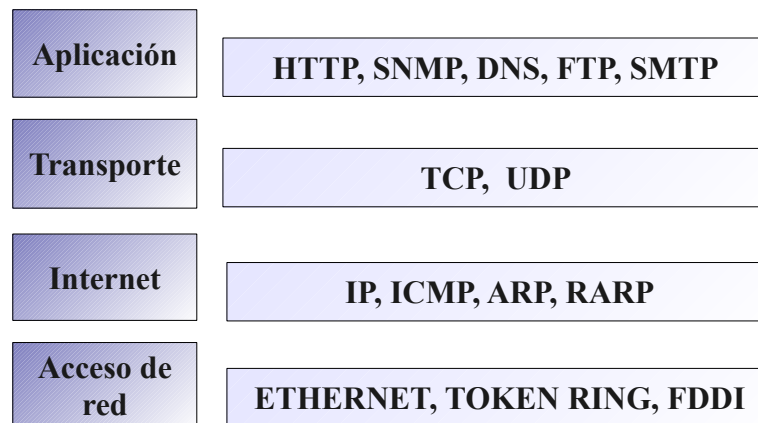 Aplicación
HTTP, SNMP, DNS, FTP, SMTP
Transporte
TCP, UDP
Internet
IP, ICMP, ARP, RARP
Acceso de
red
ETHERNET, TOKEN RING, FDDI